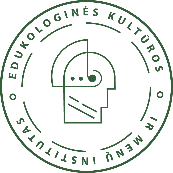 EDUKOLOGINĖS KULTŪROS
IR MENŲ INSTITUTAS